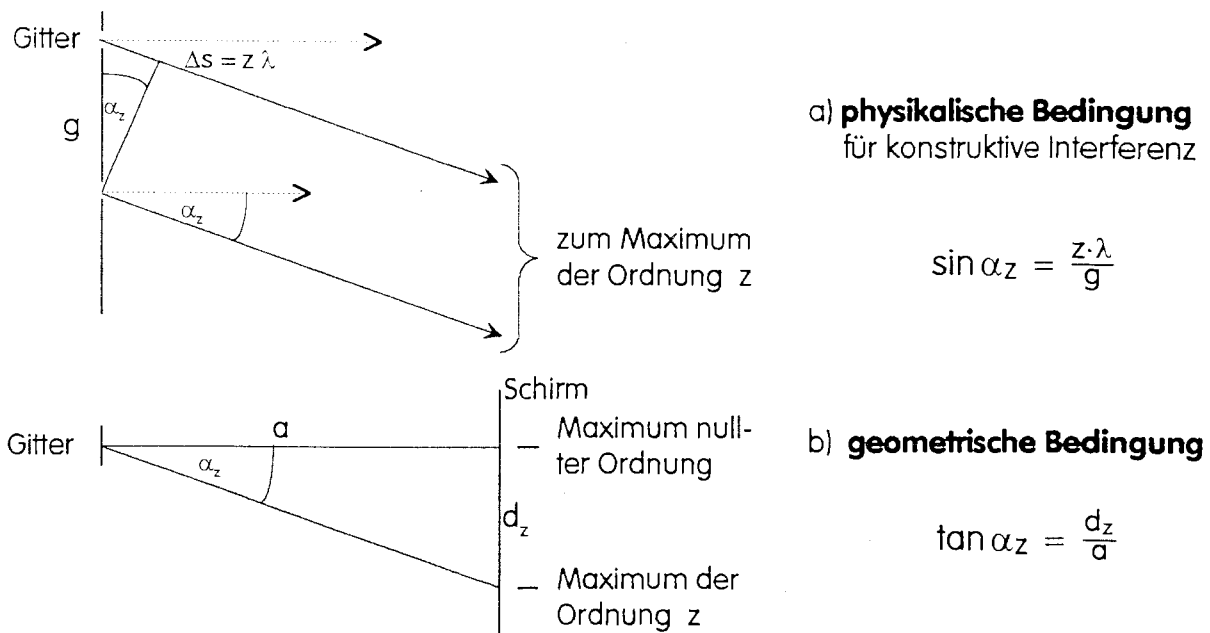 Gitter
Δs = z λ
α_z
g
α_z
zum Maximum
der Ordnung z
a) physikalische Bedingung
für konstruktive Interferenz
sin α_z = z·λ/g
Schirm
Gitter
a
α_z
d_z
Maximum null-
ter Ordnung
Maximum der
Ordnung z
b) geometrische Bedingung
tan α_z = d_z/a